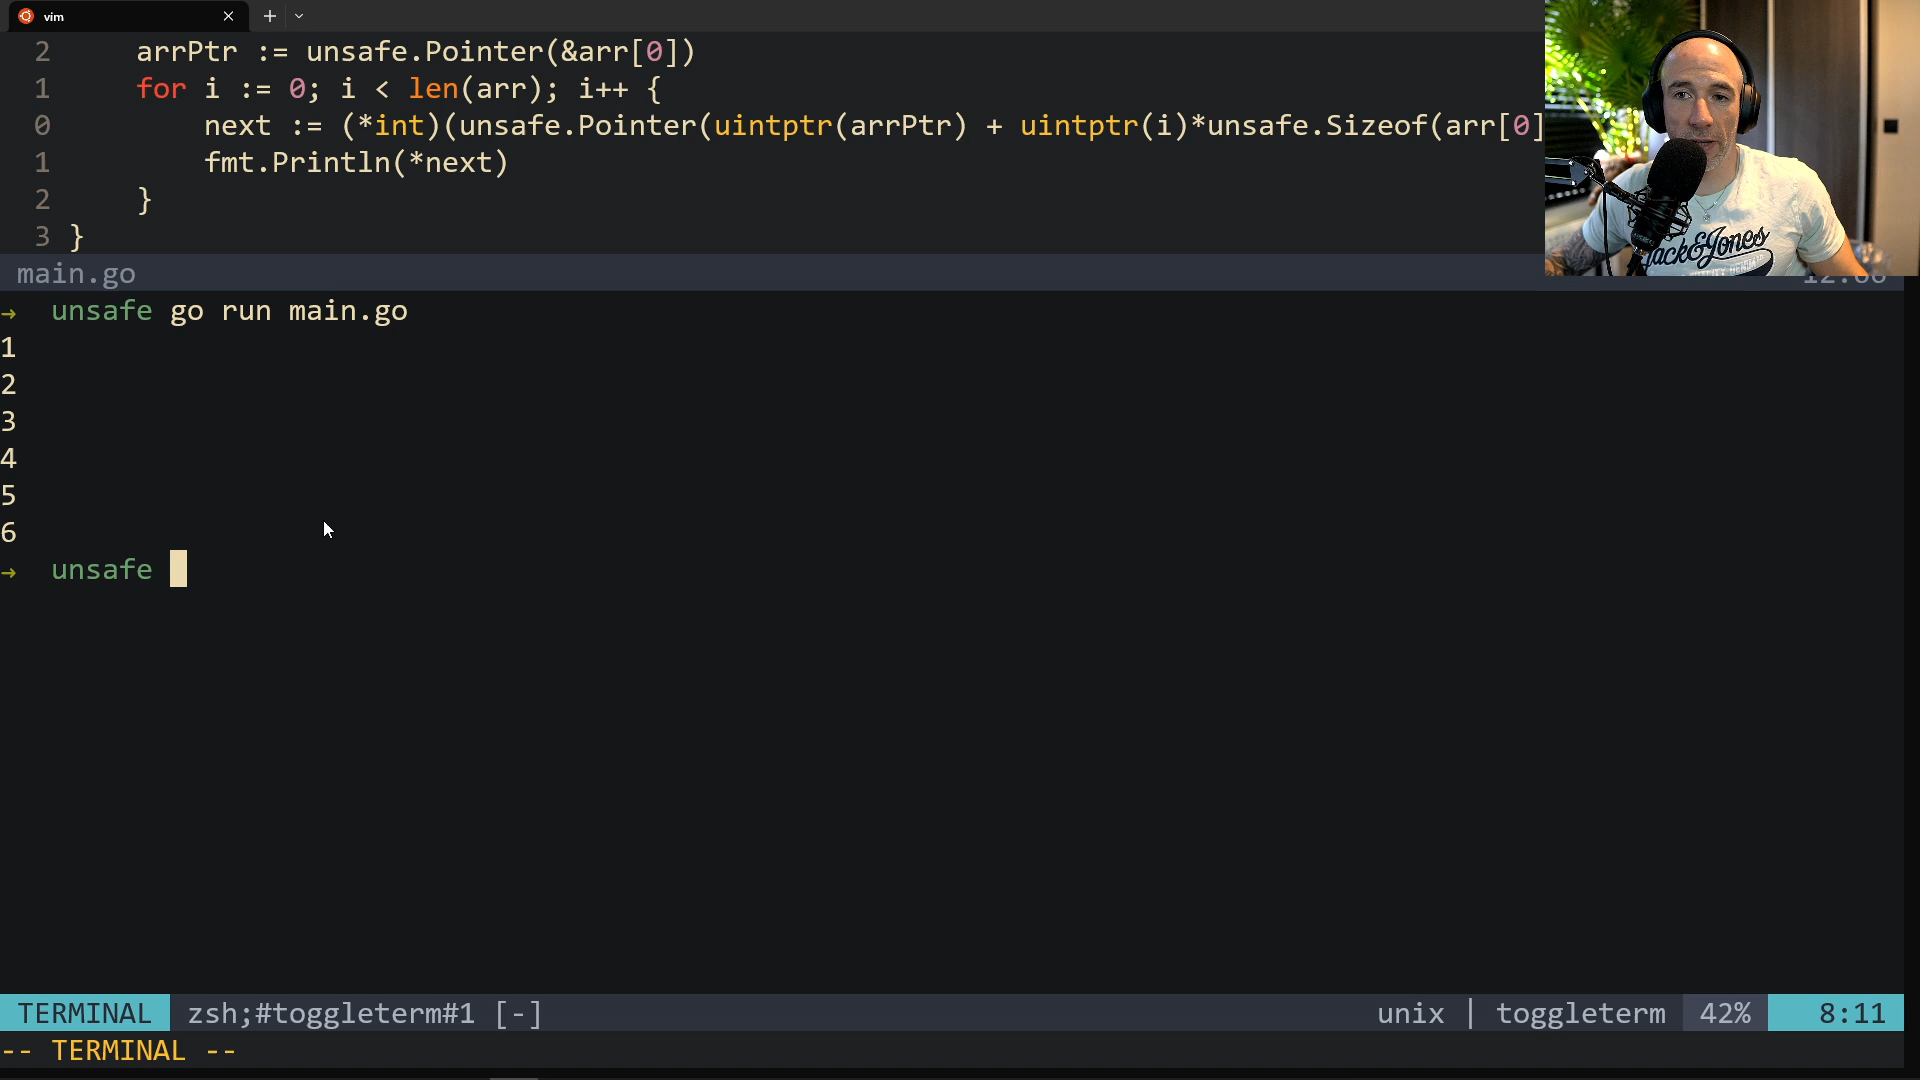 vim
2 arrPtr := unsafe.Pointer(&arr[0])
1 for i := 0; i < len(arr); i++ {
0 next := (*int)(unsafe.Pointer(uintptr(arrPtr) + uintptr(i)*unsafe.Sizeof(arr[0]
1 fmt.Println(*next)
2 }
3 }
Jack&Jones
main.go
→ unsafe go run main.go
1
2
3
4
5
6
→ unsafe
TERMINAL zsh;#toggleterm#1 [-] unix | toggleterm 42% 8:11
-- TERMINAL --